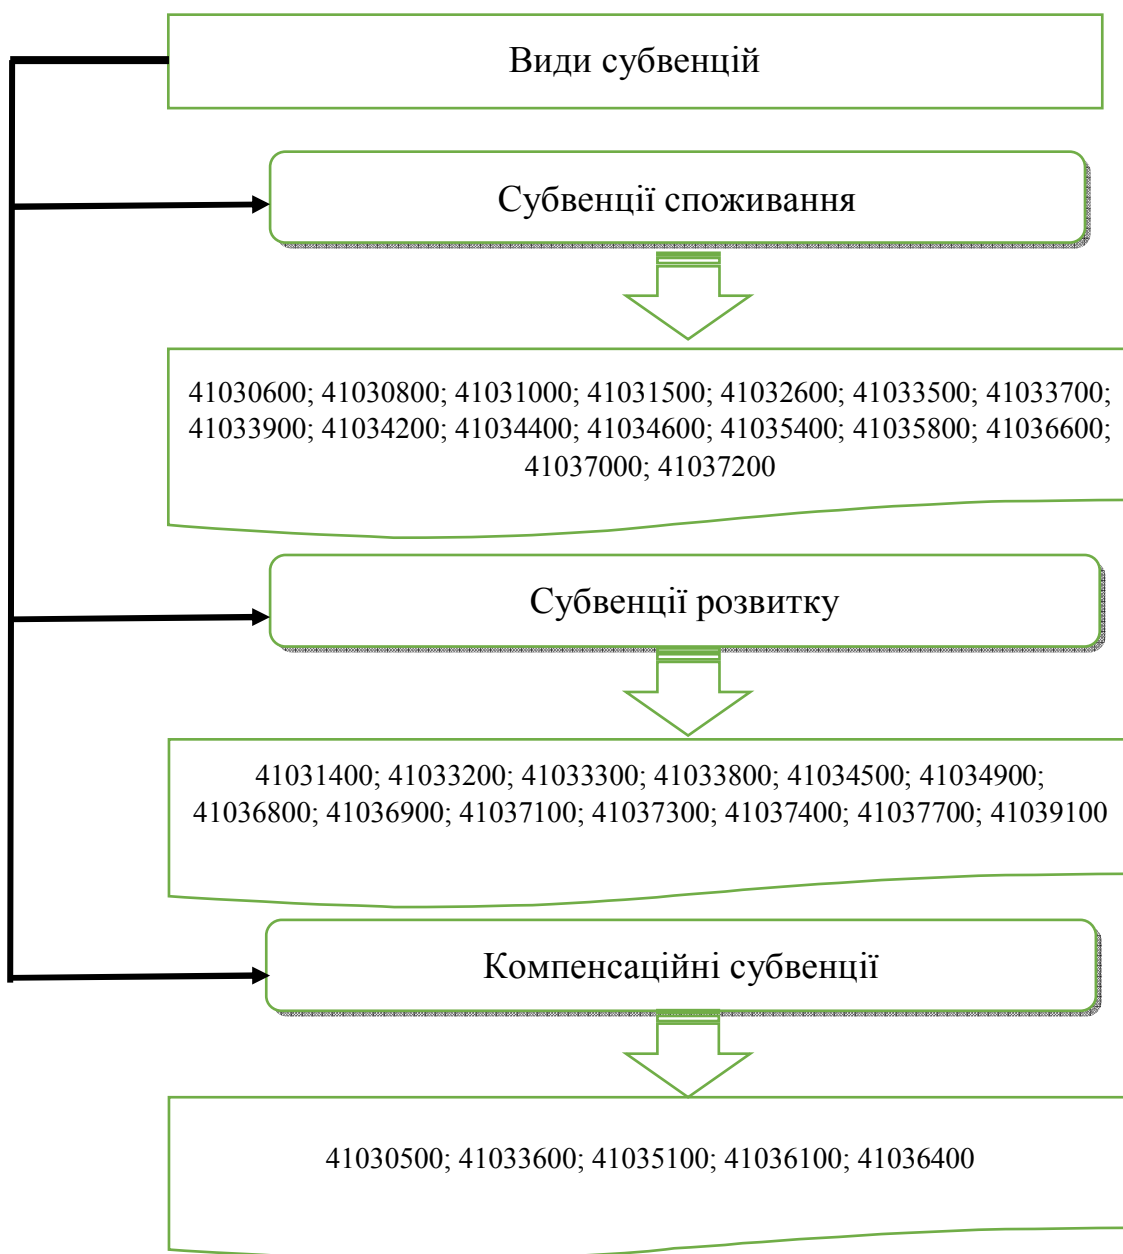 Види субвенцій
Субвенції споживання
41030600; 41030800; 41031000; 41031500; 41032600; 41033500; 41033700;
41033900; 41034200; 41034400; 41034600; 41035400; 41035800; 41036600;
41037000; 41037200
Субвенції розвитку
41031400; 41033200; 41033300; 41033800; 41034500; 41034900;
41036800; 41036900; 41037100; 41037300; 41037400; 41037700; 41039100
Компенсаційні субвенції
41030500; 41033600; 41035100; 41036100; 41036400